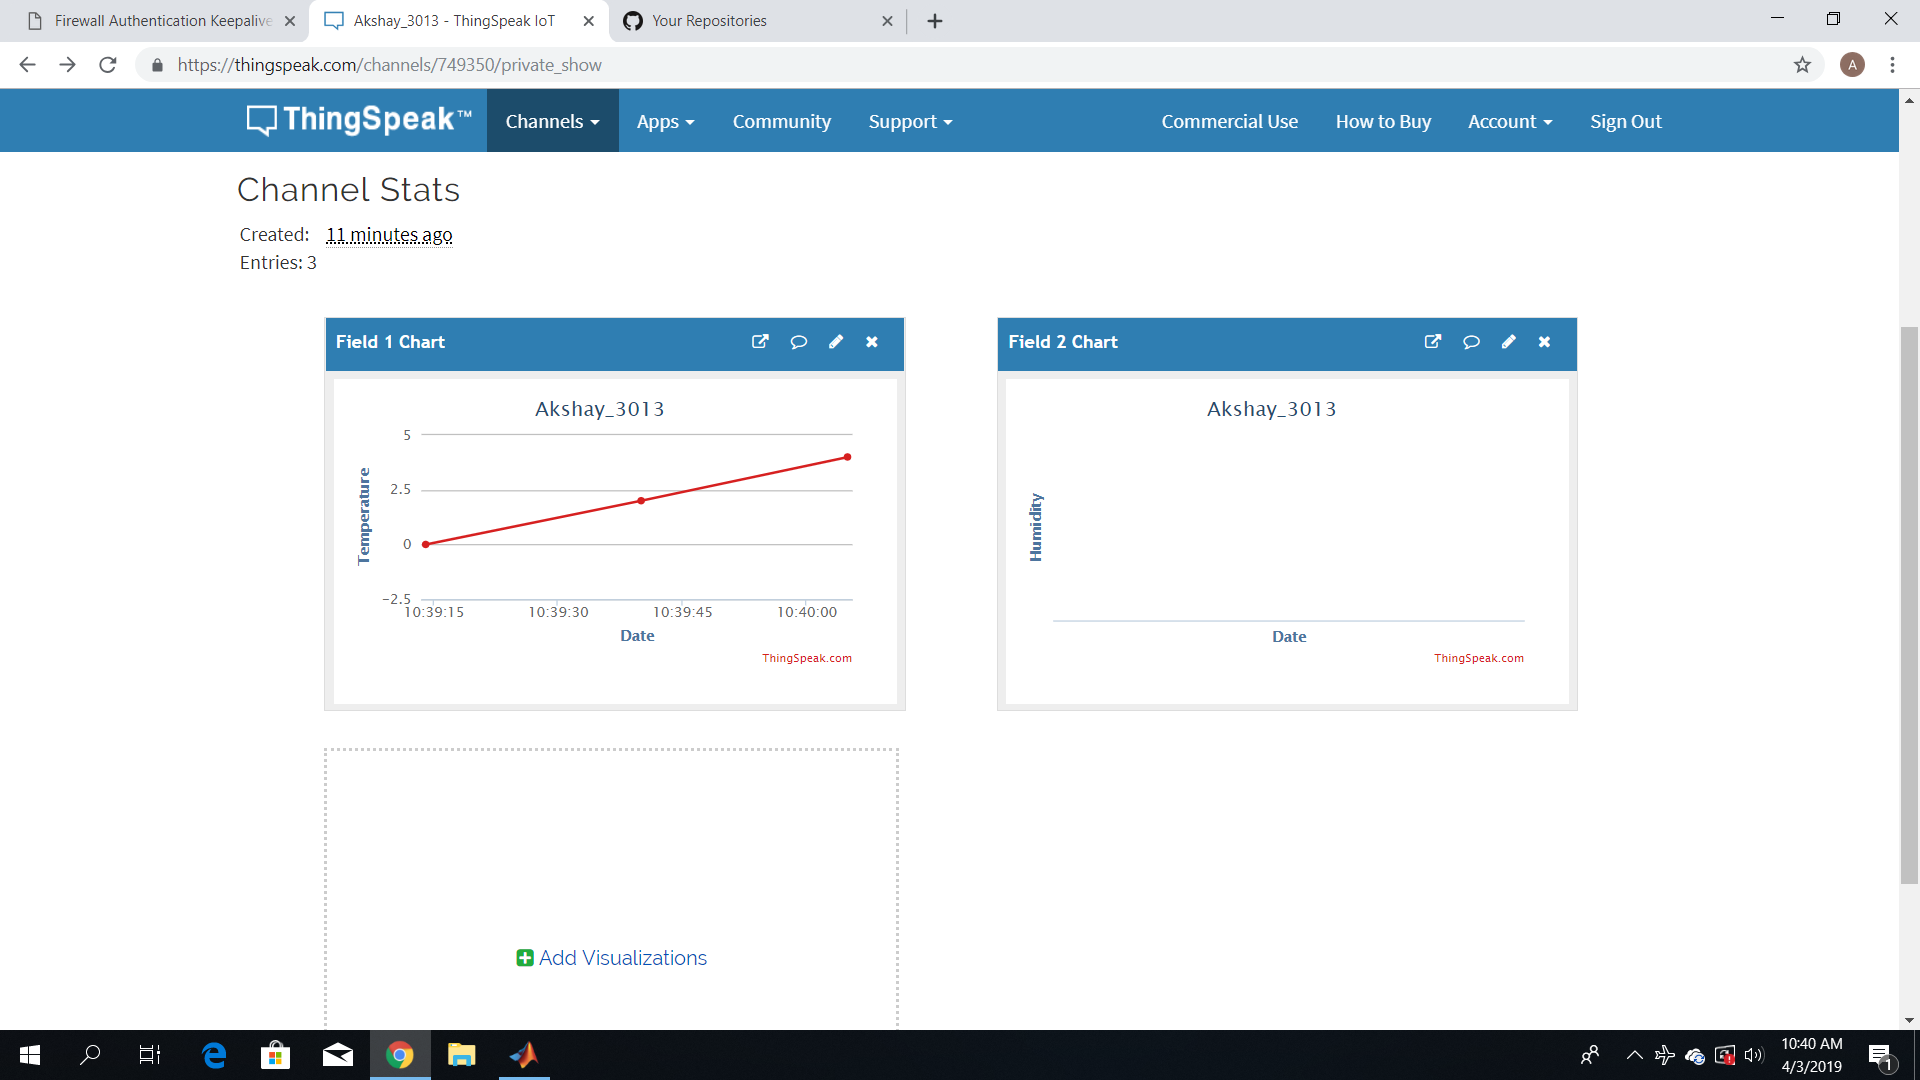 Firewall Authentication Keepalive
Akshay_3013 - ThingSpeak IoT
Your Repositories
https://thingspeak.com/channels/749350/private_show
A
ThingSpeak™
Channels
Apps
Community
Support
Commercial Use
How to Buy
Account
Sign Out
Channel Stats
Created: 11 minutes ago
Entries: 3
Field 1 Chart
Akshay_3013
Temperature
5
2.5
0
−2.5
10:39:15 10:39:30 10:39:45 10:40:00
Date
ThingSpeak.com
Field 2 Chart
Akshay_3013
Humidity
Date
ThingSpeak.com
Add Visualizations
10:40 AM
4/3/2019
1